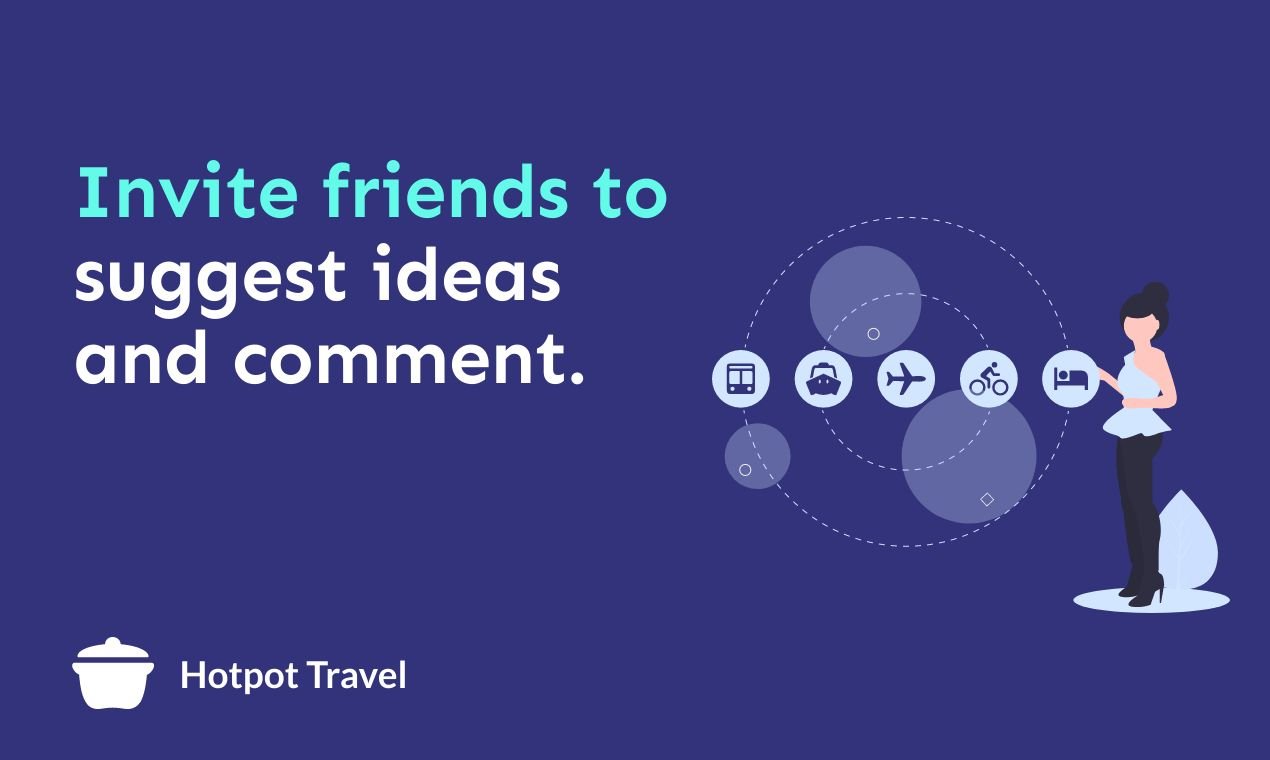 Invite friends to
suggest ideas
and comment.
Hotpot Travel